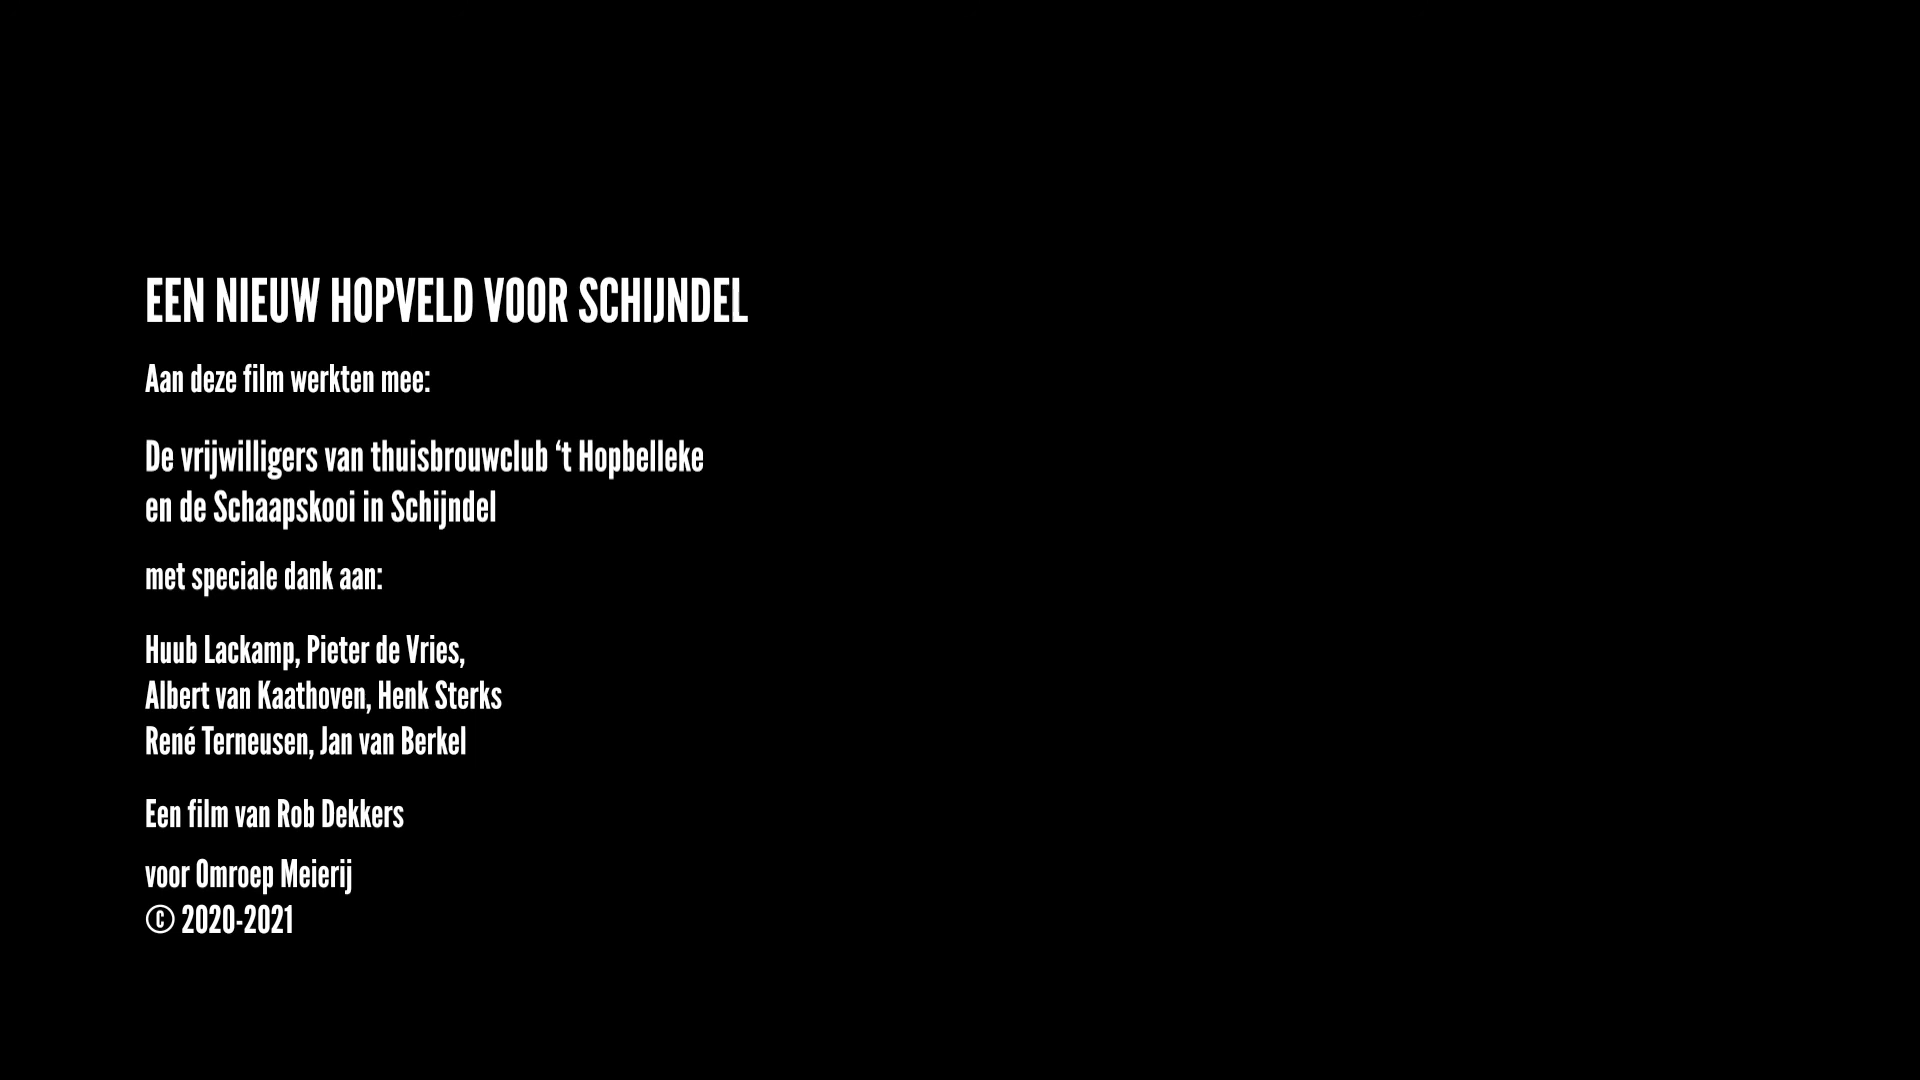 EEN NIEUW HOPVELD VOOR SCHIJNDEL
Aan deze film werkten mee:
De vrijwilligers van thuisbrouwclub ‘t Hopbelleke
en de Schaapskooi in Schijndel
met speciale dank aan:
Huub Lackamp, Pieter de Vries,
Albert van Kaathoven, Henk Sterks
René Terneusen, Jan van Berkel
Een film van Rob Dekkers
voor Omroep Meierij
© 2020-2021